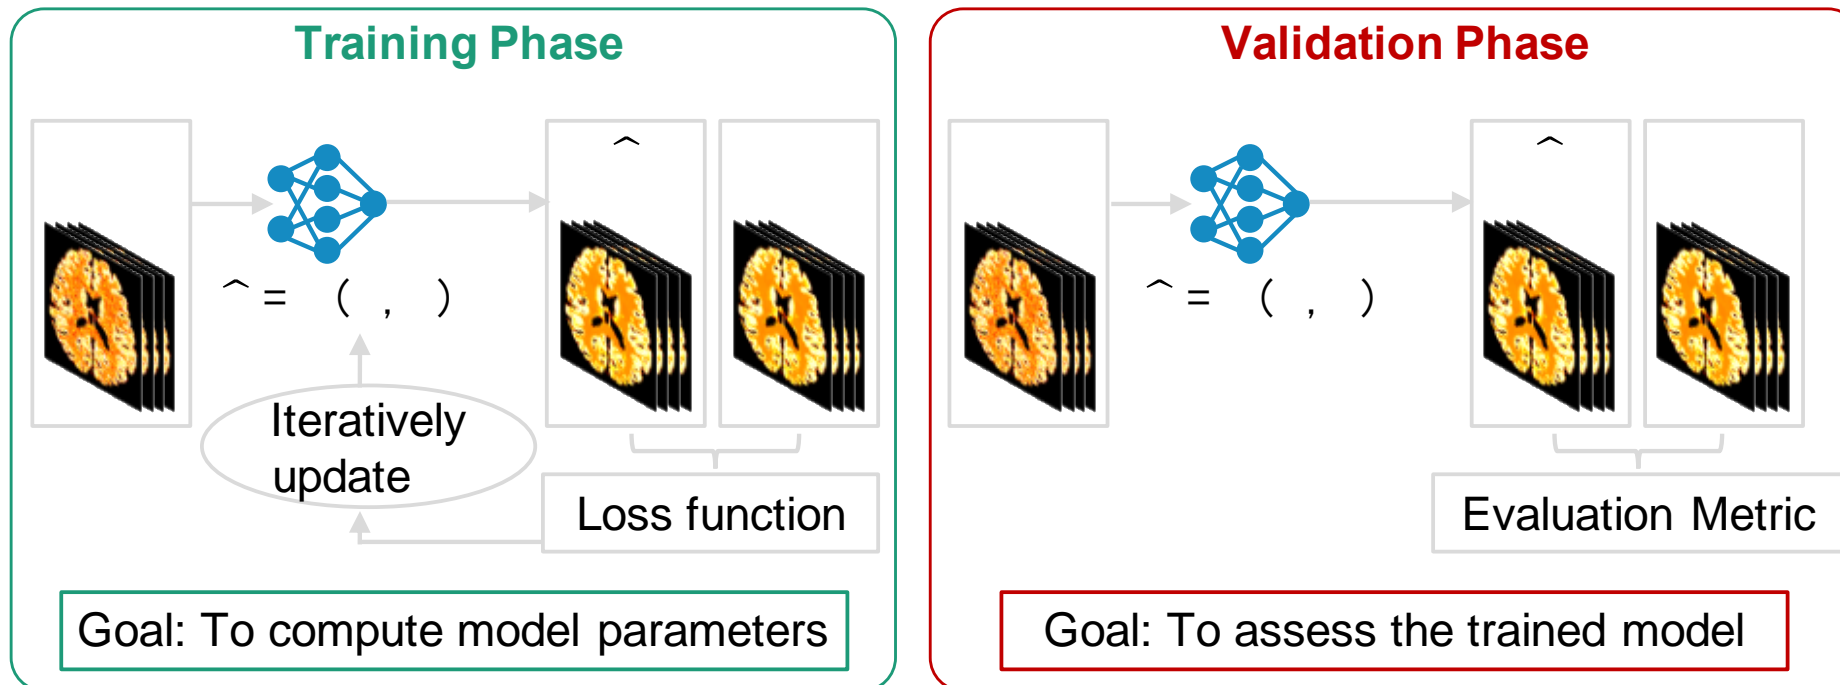 Training Phase
^
^ = ( , )
Iteratively
update
Loss function
Goal: To compute model parameters
Validation Phase
^
^ = ( , )
Evaluation Metric
Goal: To assess the trained model